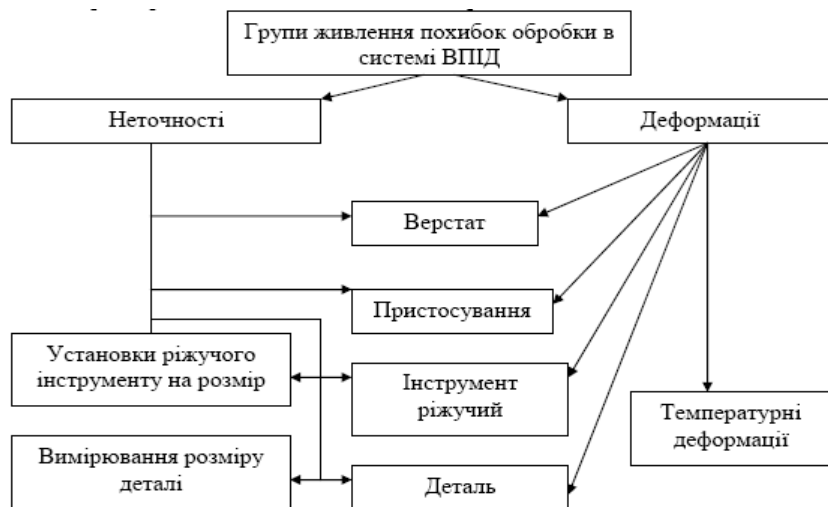 Групи живлення похибок обробки в
системі ВПІД
Неточності
Деформації
Верстат
Пристосування
Установки ріжучого
інструменту на розмір
Інструмент
ріжучий
Температурні
деформації
Вимірювання розміру
деталі
Деталь